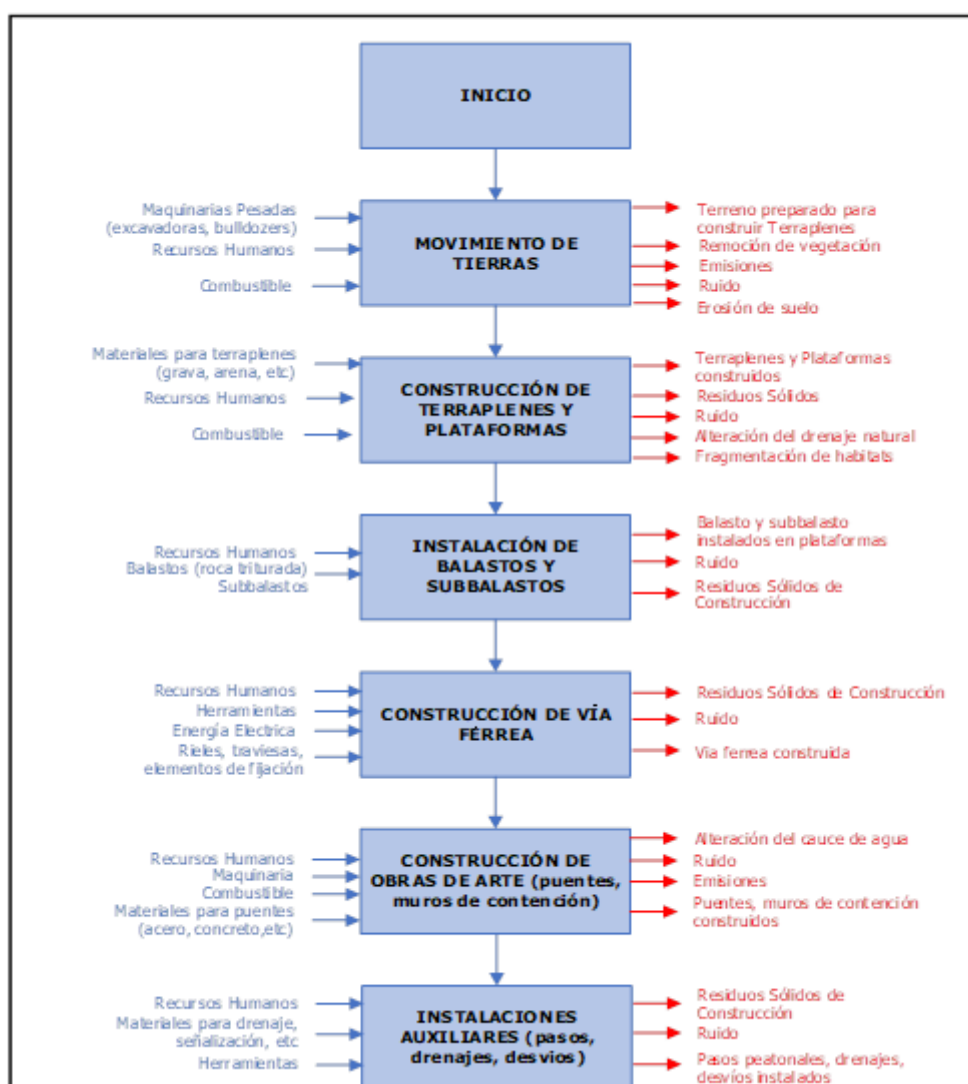 INICIO
Maquinarias Pesadas
(excavadoras, bulldozers)
Recursos Humanos
Combustible
MOVIMIENTO DE
TIERRAS
Terreno preparado para
construir Terraplenes
Remoción de vegetación
Emisiones
Ruido
Erosión de suelo
Materiales para terraplenes
(grava, arena, etc)
Recursos Humanos
Combustible
CONSTRUCCIÓN DE
TERRAPLENES Y
PLATAFORMAS
Terraplenes y Plataformas
construidos
Residuos Sólidos
Ruido
Alteración del drenaje natural
Fragmentación de habitats
Recursos Humanos
Balastos (roca triturada)
Subbalastos
INSTALACIÓN DE
BALASTOS Y
SUBBALASTOS
Balasto y subbalasto
instalados en plataformas
Ruido
Residuos Sólidos de
Construcción
Recursos Humanos
Herramientas
Energía Electrica
Rieles, traviesas,
elementos de fijación
CONSTRUCCIÓN DE VÍA
FÉRREA
Residuos Sólidos de Construcción
Ruido
Via ferrea construida
Recursos Humanos
Maquinaria
Combustible
Materiales para puentes
(acero, concreto,etc)
CONSTRUCCIÓN DE
OBRAS DE ARTE (puentes,
muros de contención)
Alteración del cauce de agua
Ruido
Emisiones
Puentes, muros de contención
construidos
Recursos Humanos
Materiales para drenaje,
señalización, etc
Herramientas
INSTALACIONES
AUXILIARES (pasos,
drenajes, desvios)
Residuos Sólidos de
Construcción
Ruido
Pasos peatonales, drenajes,
desvíos instalados